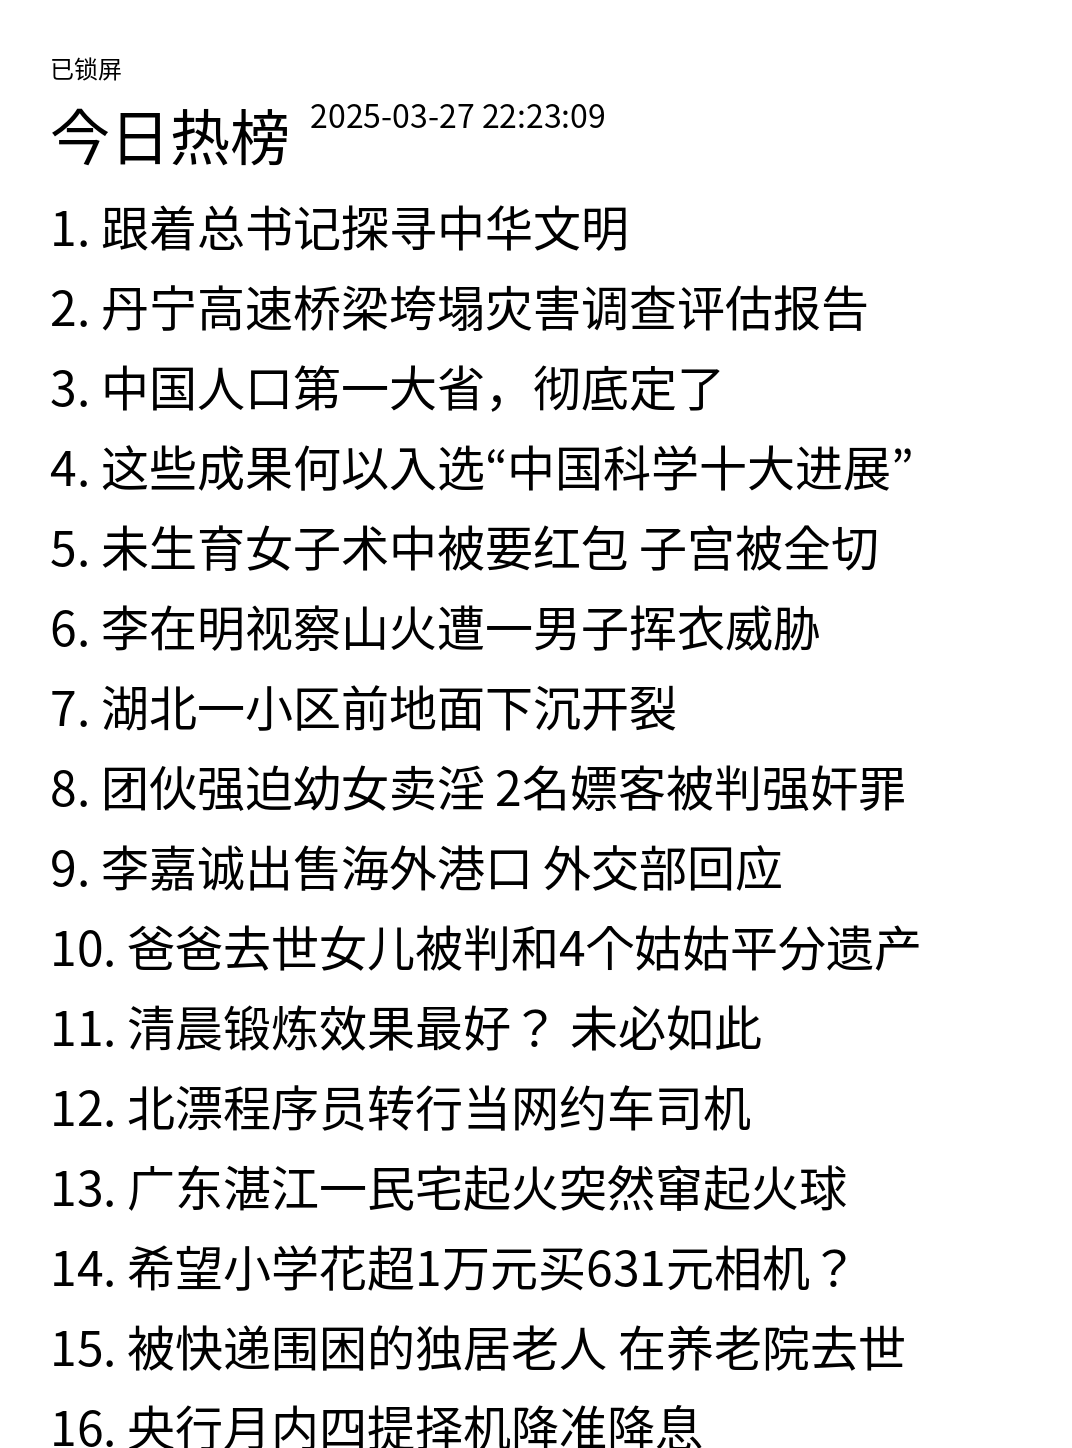 已锁屏
今日热榜 2025-03-27 22:23:09
1. 跟着总书记探寻中华文明
2. 丹宁高速桥梁垮塌灾害调查评估报告
3. 中国人口第一大省，彻底定了
4. 这些成果何以入选“中国科学十大进展”
5. 未生育女子术中被要红包 子宫被全切
6. 李在明视察山火遭一男子挥衣威胁
7. 湖北一小区前地面下沉开裂
8. 团伙强迫幼女卖淫 2名嫖客被判强奸罪
9. 李嘉诚出售海外港口 外交部回应
10. 爸爸去世女儿被判和4个姑姑平分遗产
11. 清晨锻炼效果最好？ 未必如此
12. 北漂程序员转行当网约车司机
13. 广东湛江一民宅起火突然窜起火球
14. 希望小学花超1万元买631元相机？
15. 被快递围困的独居老人 在养老院去世
16. 央行月内四提择机降准降息